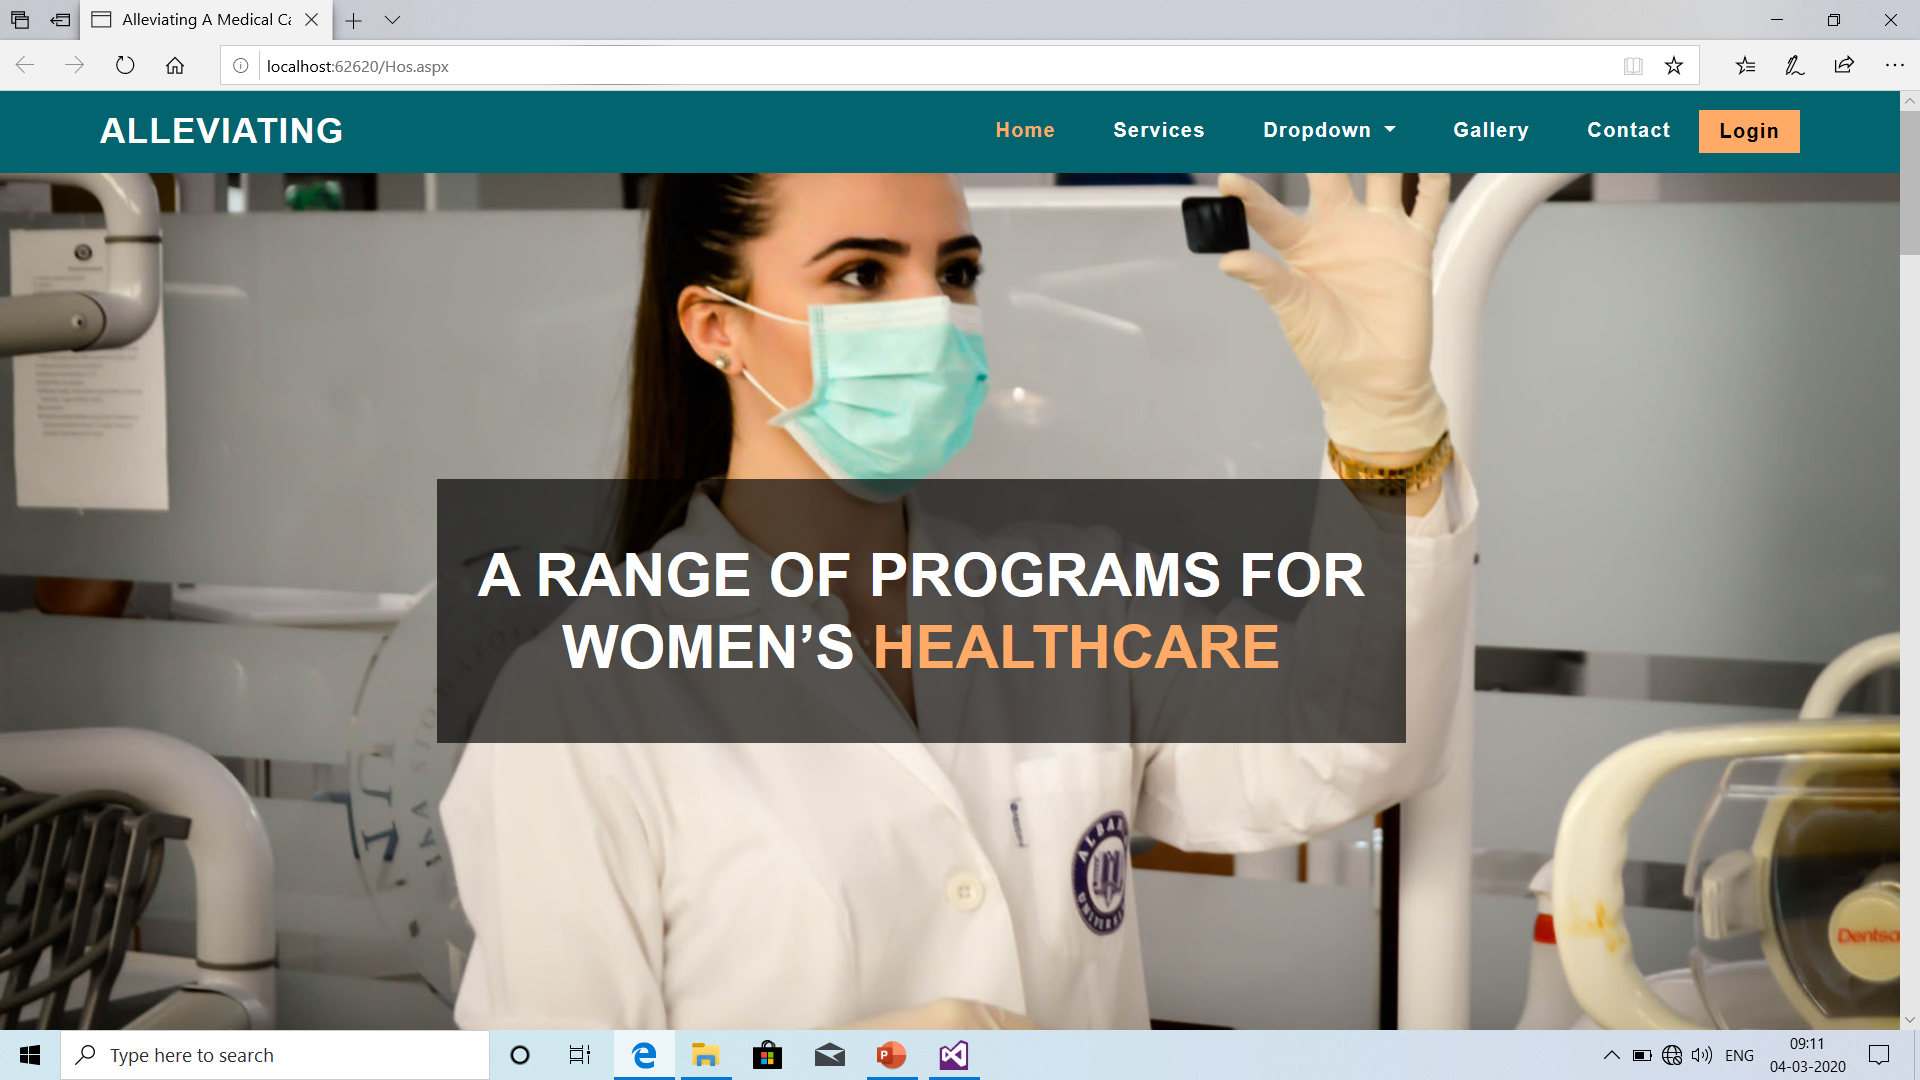 Alleviating A Medical Ca
localhost:62620/Hos.aspx
ALLEVIATING
Home Services Dropdown Gallery Contact Login
A RANGE OF PROGRAMS FOR
WOMEN’S HEALTHCARE
Dentsa
Type here to search
ENG
09:11
04-03-2020